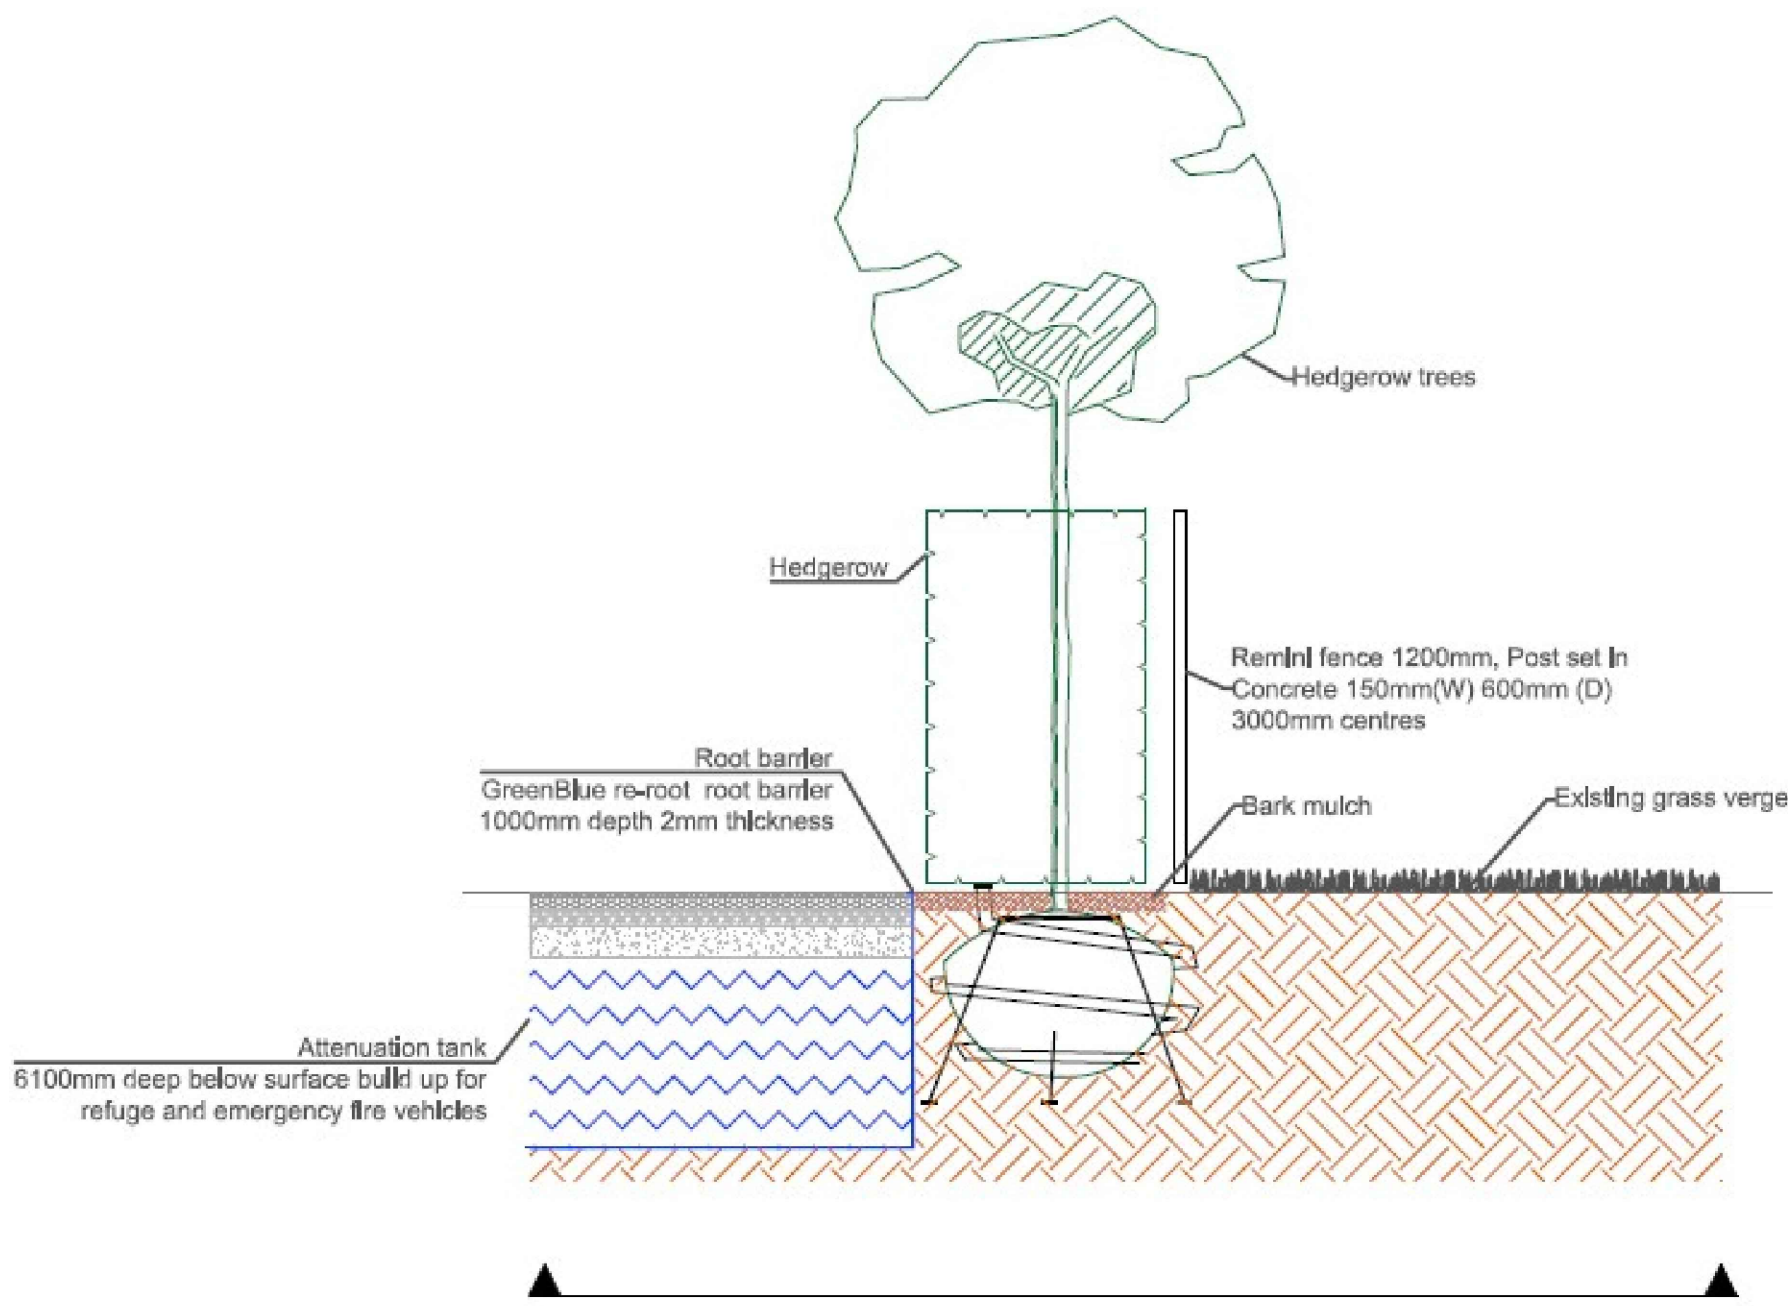 Hedgerow trees
Hedgerow
Remini fence 1200mm, Post set in
Concrete 150mm(W) 600mm (D)
3000mm centres
Root barrier
GreenBlue re-root root barrier
1000mm depth 2mm thickness
Bark mulch
Existing grass verge
Attenuation tank
6100mm deep below surface build up for
refuge and emergency fire vehicles